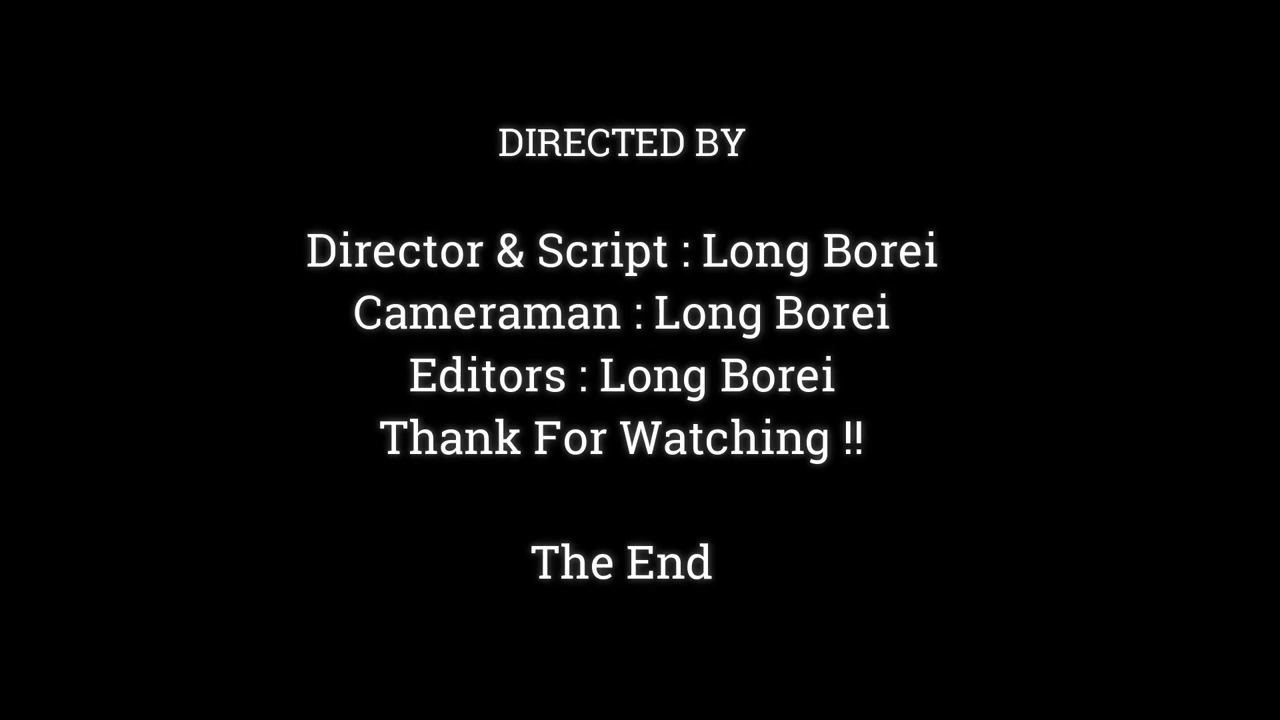 DIRECTED BY
Director & Script : Long Borei
Cameraman : Long Borei
Editors : Long Borei
Thank For Watching !!
The End